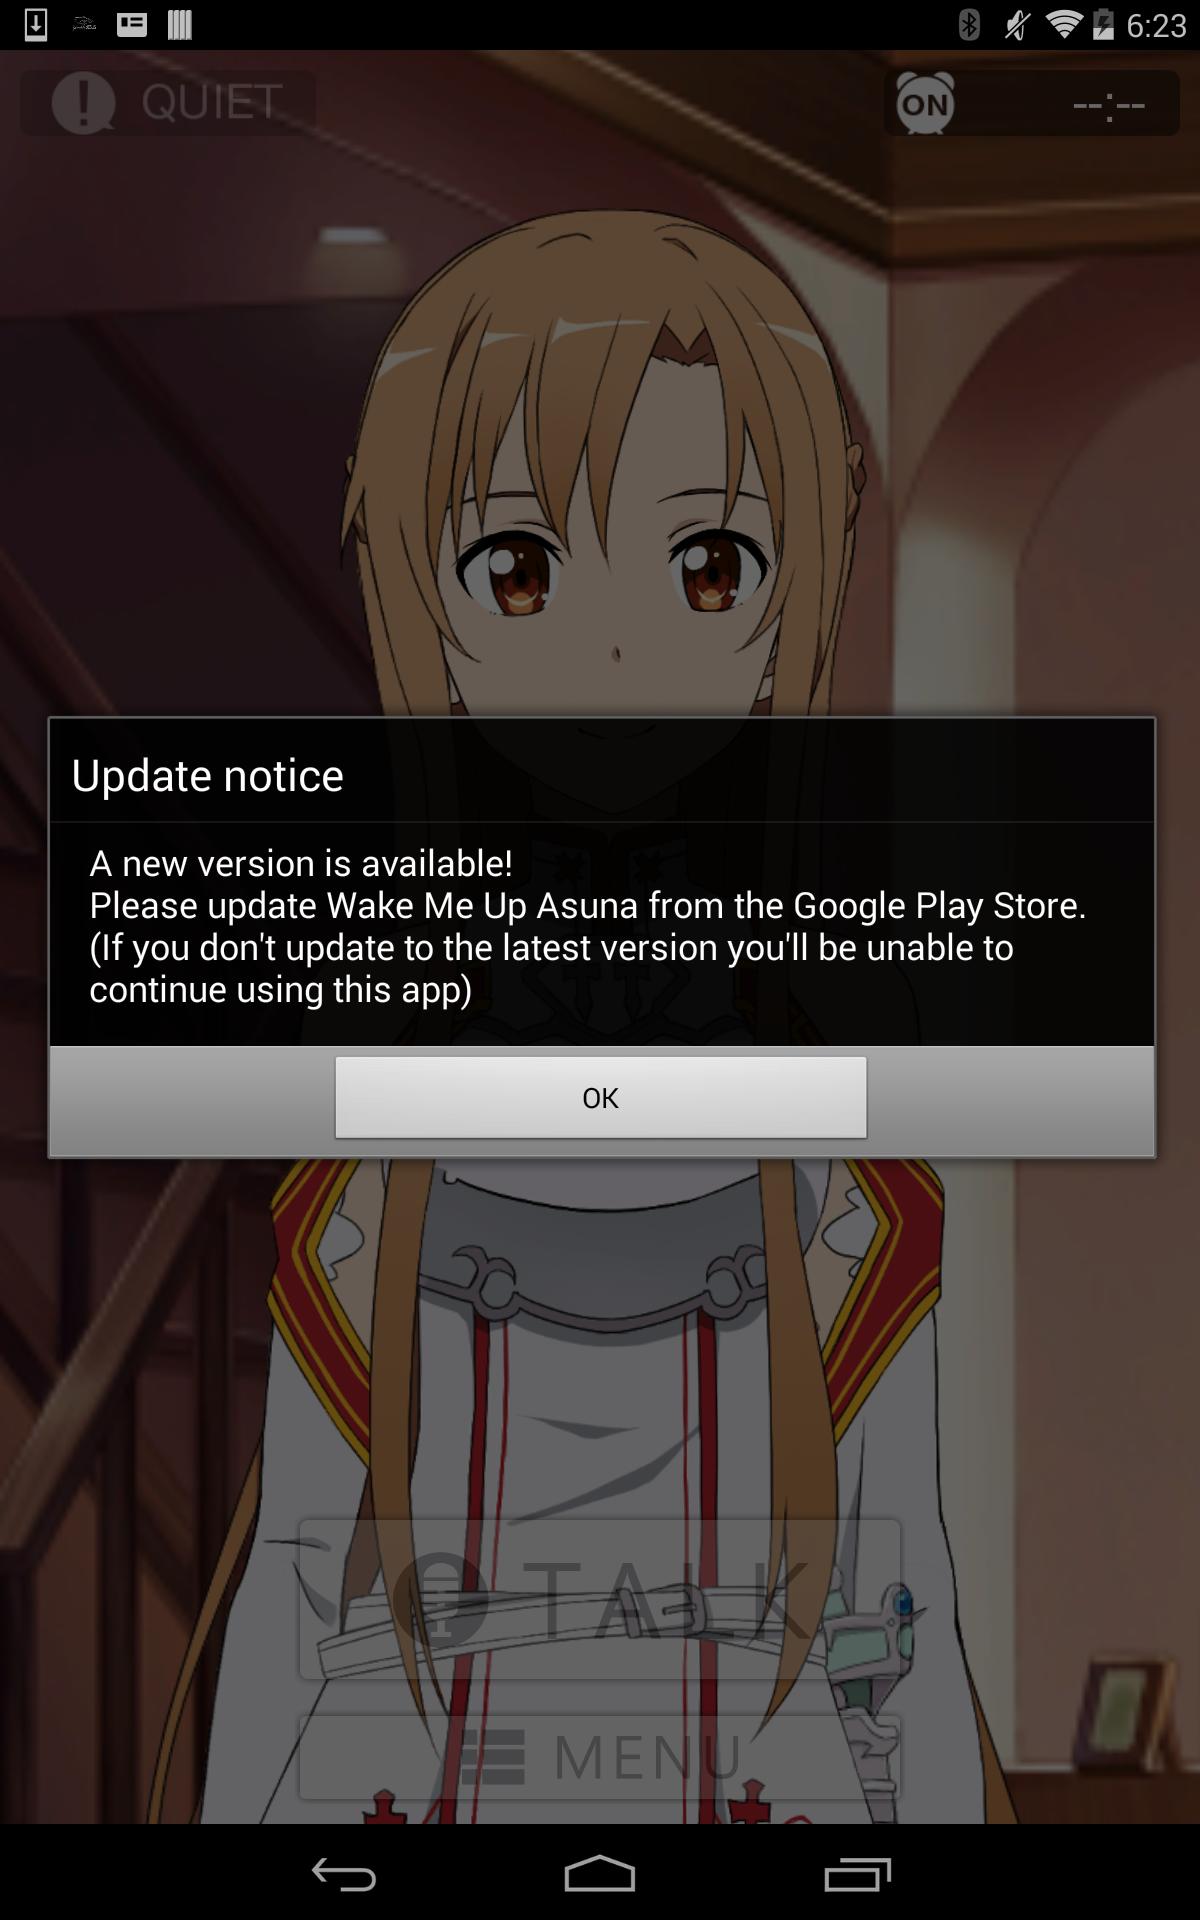 6:23
QUIET
ON
--:--
Update notice
A new version is available!
Please update Wake Me Up Asuna from the Google Play Store.
(If you don't update to the latest version you'll be unable to
continue using this app)
OK
TALK
MENU